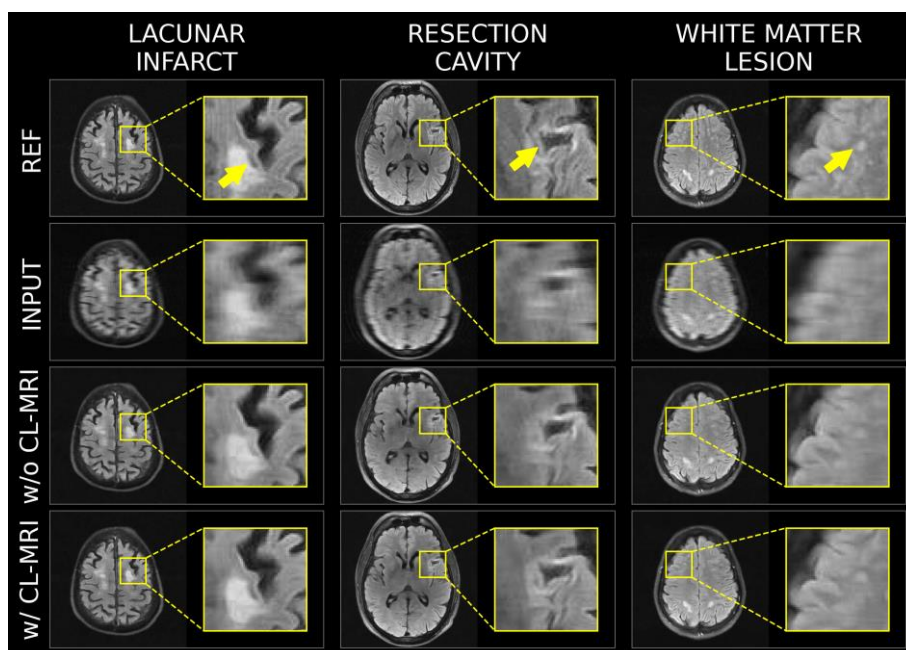 LACUNAR
INFARCT
RESECTION
CAVITY
WHITE MATTER
LESION
REF
INPUT
w/o CL-MRI
w/ CL-MRI